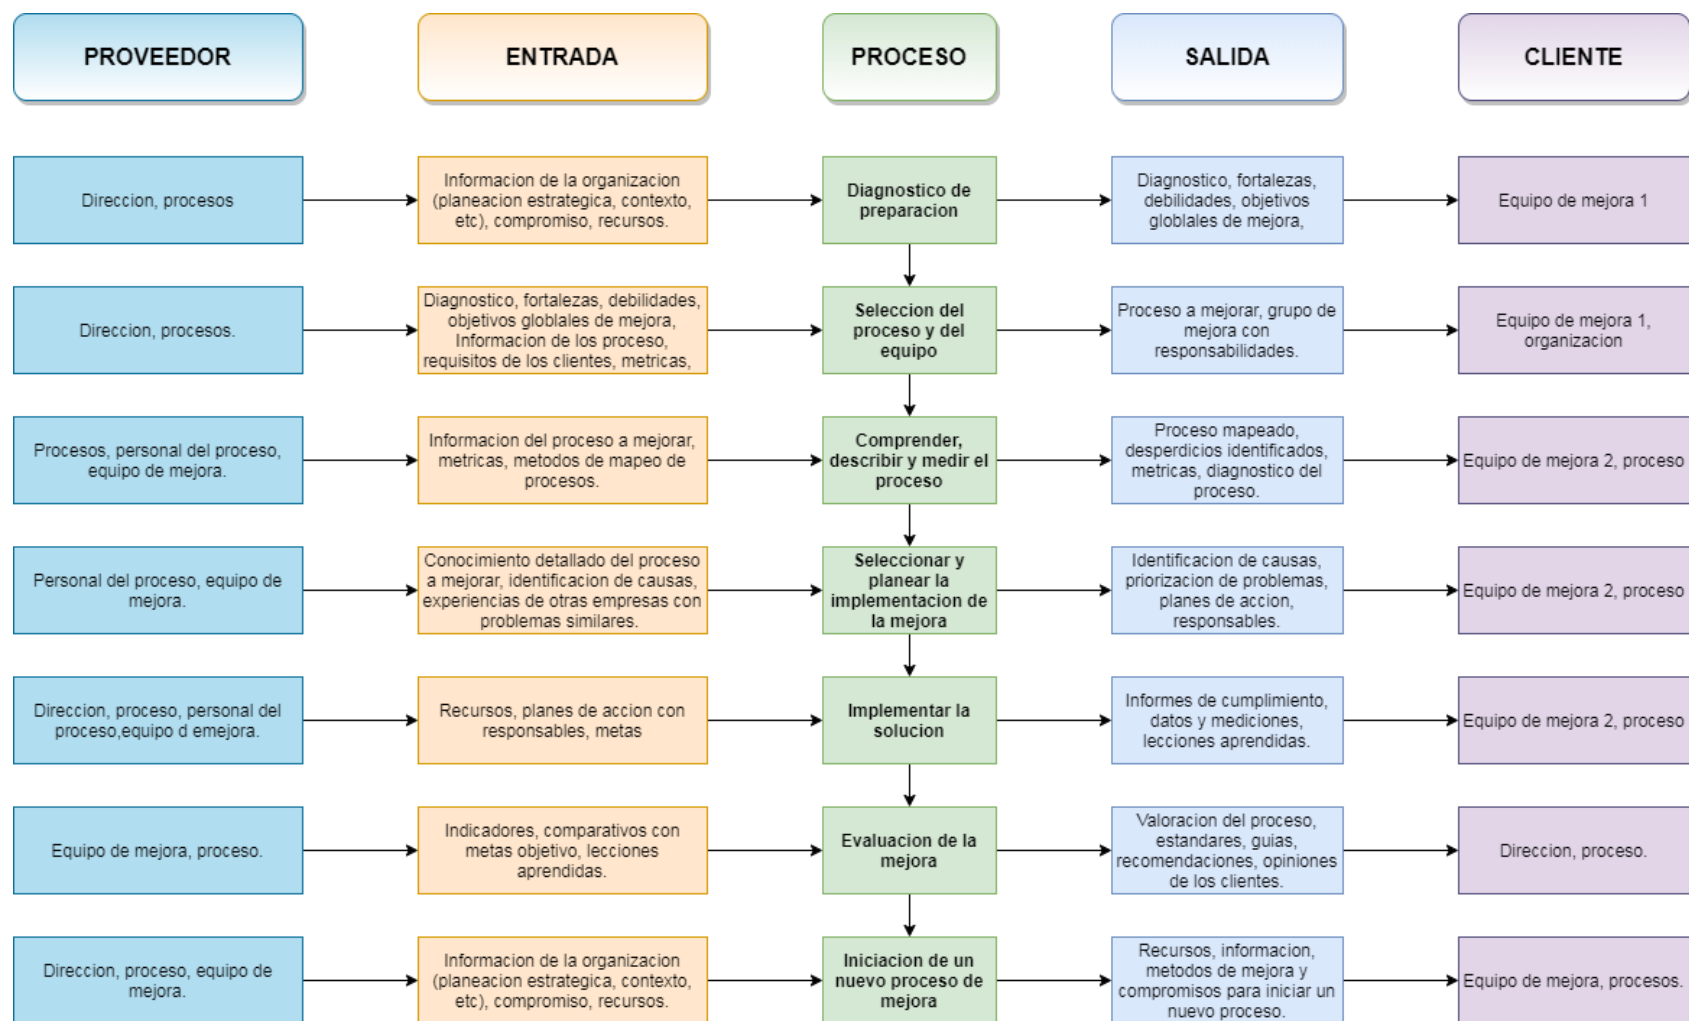 PROVEEDOR
ENTRADA
PROCESO
SALIDA
CLIENTE
Direccion, procesos
Informacion de la organizacion
(planeacion estrategica, contexto,
etc), compromiso, recursos.
Diagnostico de
preparacion
Diagnostico, fortalezas,
debilidades, objetivos
globlales de mejora,
Equipo de mejora 1
Direccion, procesos.
Diagnostico, fortalezas, debilidades,
objetivos globlales de mejora,
Informacion de los proceso,
requisitos de los clientes, metricas,
Seleccion del
proceso y del
equipo
Proceso a mejorar, grupo de
mejora con
responsabilidades.
Equipo de mejora 1,
organizacion
Procesos, personal del proceso,
equipo de mejora.
Informacion del proceso a mejorar,
metricas, metodos de mapeo de
procesos.
Comprender,
describir y medir el
proceso
Proceso mapeado,
desperdicios identificados,
metricas, diagnostico del
proceso.
Equipo de mejora 2, proceso
Personal del proceso, equipo de
mejora.
Conocimiento detallado del proceso
a mejorar, identificacion de causas,
experiencias de otras empresas con
problemas similares.
Seleccionar y
planear la
implementacion de
la mejora
Identificacion de causas,
priorizacion de problemas,
planes de accion,
responsables.
Equipo de mejora 2, proceso
Direccion, proceso, personal del
proceso,equipo d emejora.
Recursos, planes de accion con
responsables, metas
Implementar la
solucion
Informes de cumplimiento,
datos y mediciones,
lecciones aprendidas.
Equipo de mejora 2, proceso
Equipo de mejora, proceso.
Indicadores, comparativos con
metas objetivo, lecciones
aprendidas.
Evaluacion de la
mejora
Valoracion del proceso,
estandares, guias,
recomendaciones, opiniones
de los clientes.
Direccion, proceso.
Direccion, proceso, equipo de
mejora.
Informacion de la organizacion
(planeacion estrategica, contexto,
etc), compromiso, recursos.
Iniciacion de un
nuevo proceso de
mejora
Recursos, informacion,
metodos de mejora y
compromisos para iniciar un
nuevo proceso.
Equipo de mejora, procesos.